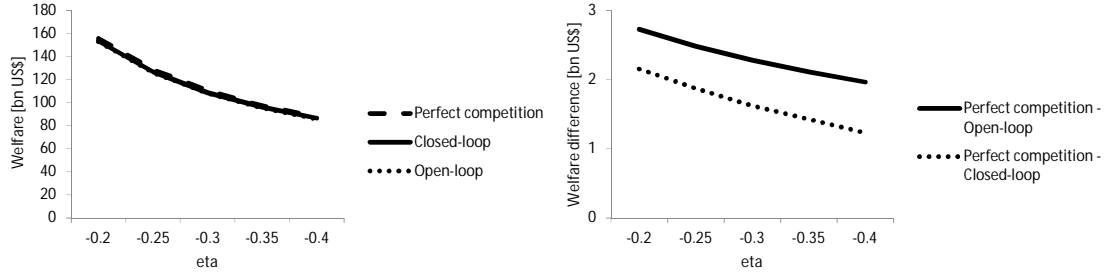 Welfare [bn US$]
180
160
140
120
100
80
60
40
20
0
-0.2
-0.25
-0.3
-0.35
-0.4
eta
Perfect competition
Closed-loop
Open-loop
Welfare difference [bn US$]
3
2
1
0
-0.2
-0.25
-0.3
-0.35
-0.4
eta
Perfect competition -
Open-loop
Perfect competition -
Closed-loop